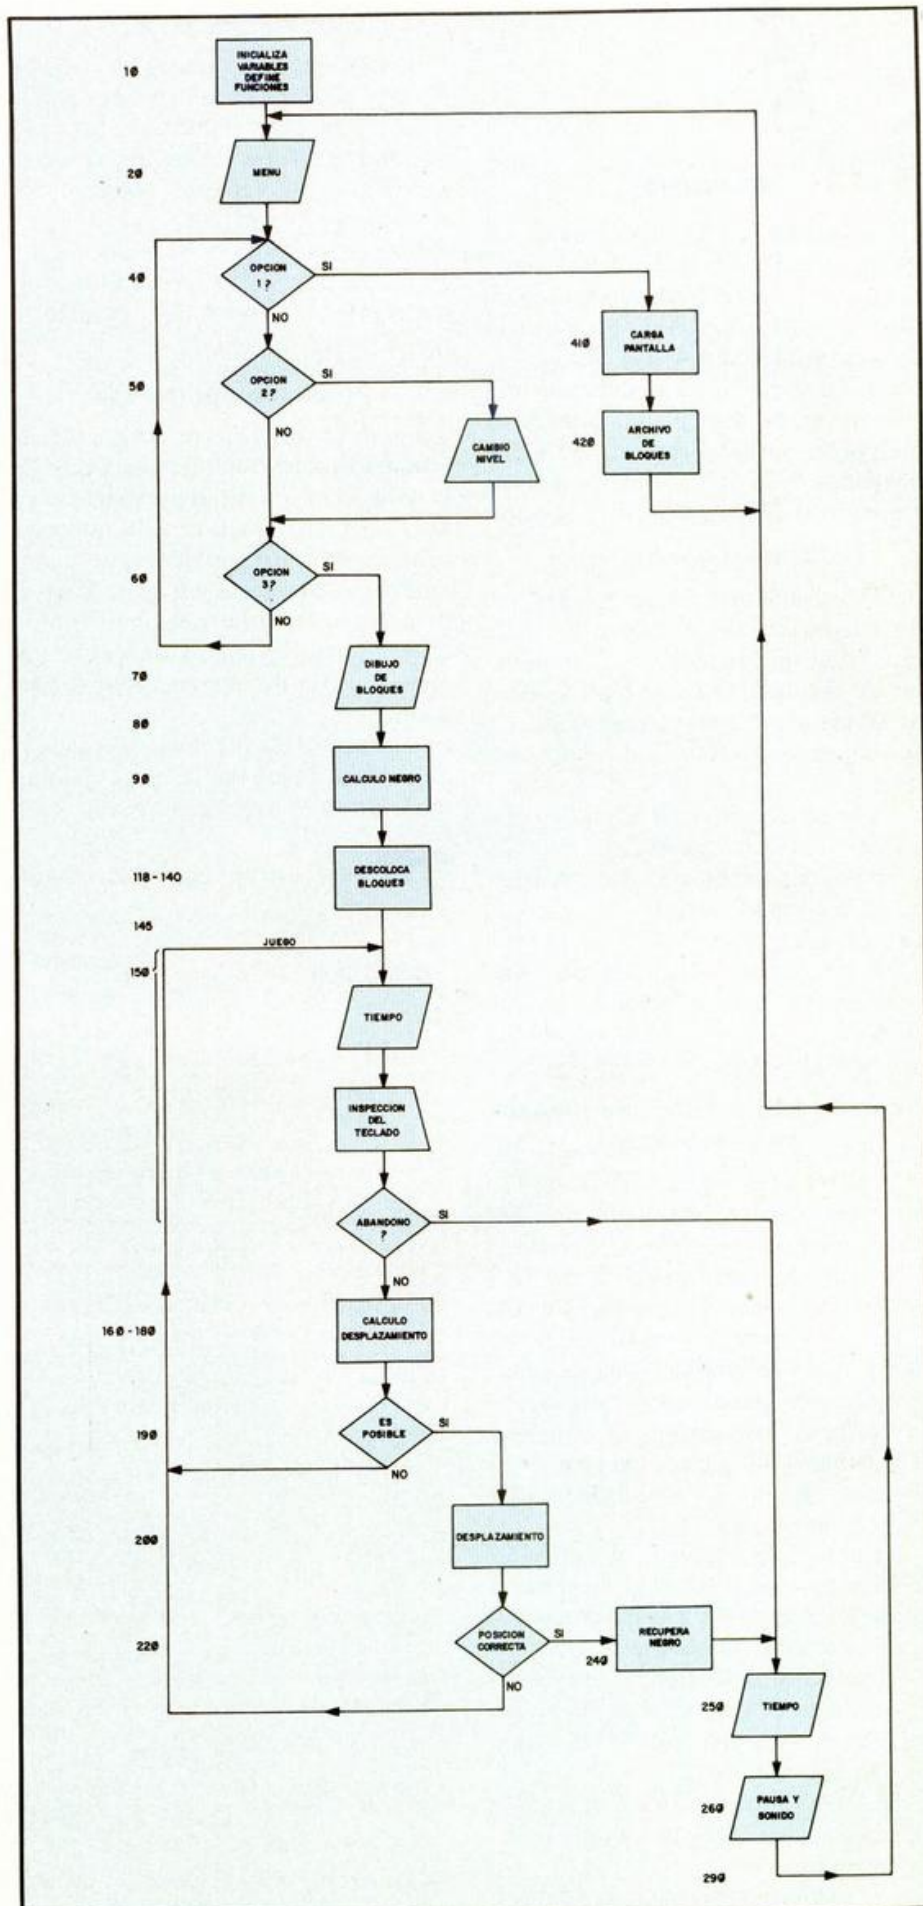 10
INICIALIZA
VARIABLES
DEFINE
FUNCIONES
20
MENU
40
OPCION
1?
SI
NO
410
CARGA
PANTALLA
50
OPCION
2?
SI
NO
CAMBIO
NIVEL
420
ARCHIVO
DE
BLOQUES
60
OPCION
3?
SI
NO
70
DIBUJO
DE
BLOQUES
80
90
CALCULO NEGRO
118-140
DESCOLOCA
BLOQUES
145
JUEGO
150
TIEMPO
INSPECCION
DEL
TECLADO
ABANDONO
?
SI
NO
160-180
CALCULO
DESPLAZAMIENTO
190
ES
POSIBLE
SI
NO
200
DESPLAZAMIENTO
220
POSICION
CORRECTA
SI
NO
240
RECUPERA
NEGRO
250
TIEMPO
260
PAUSA Y
SONIDO
290